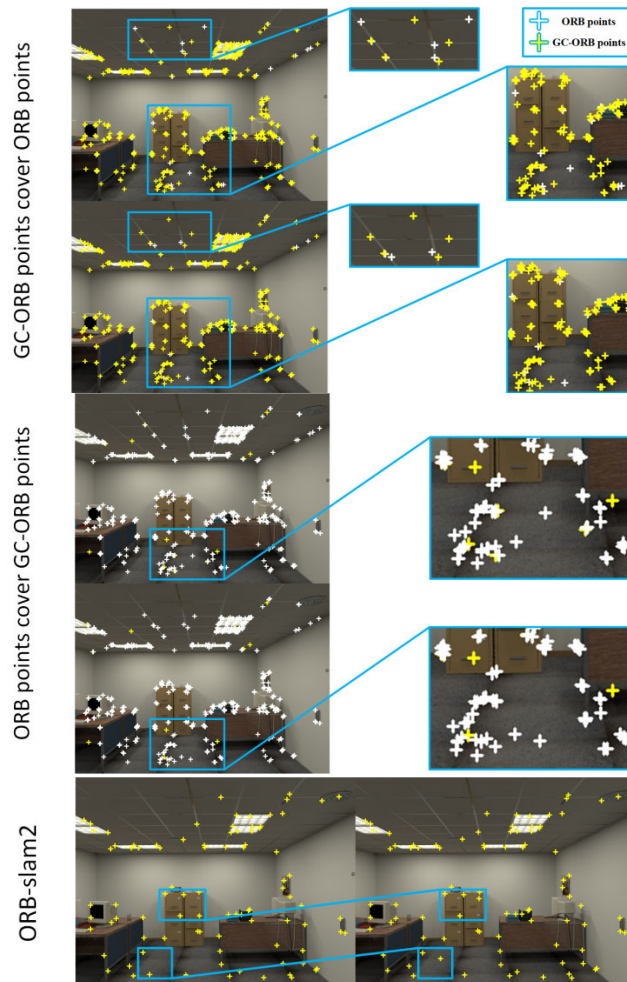 ORB points
GC-ORB points
GC-ORB points cover ORB points
ORB points cover GC-ORB points
ORB-slam2